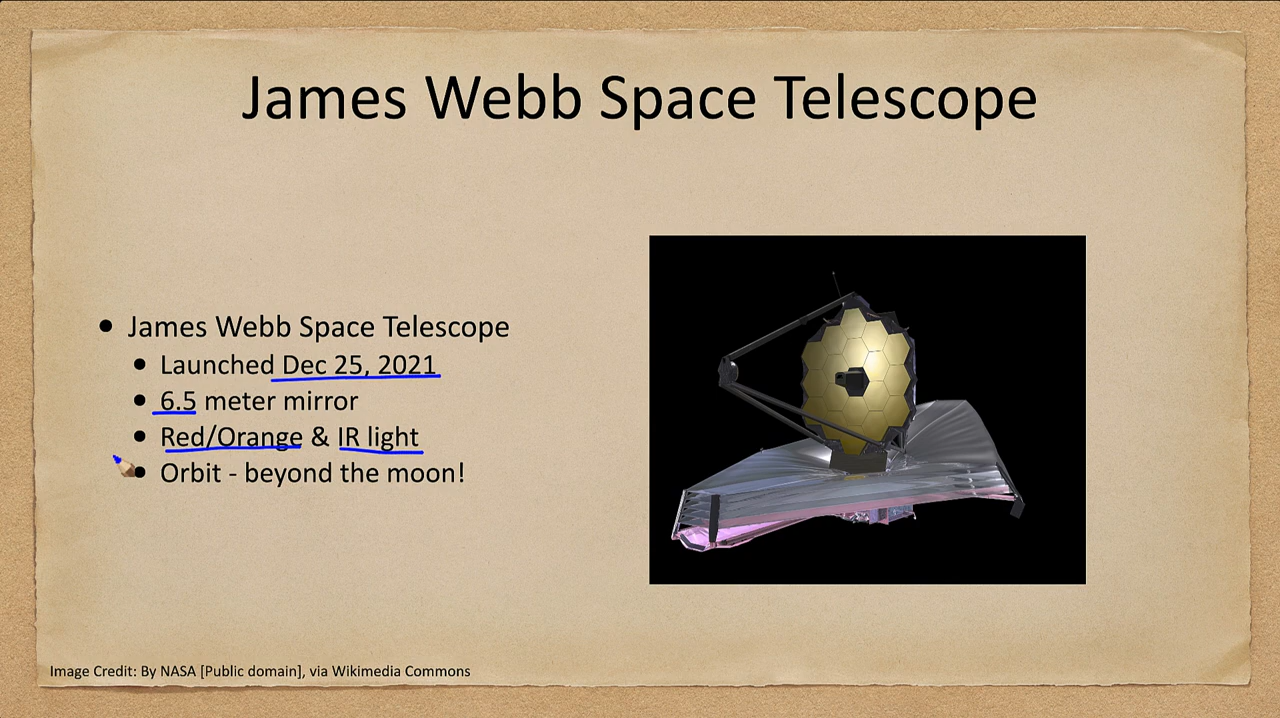 James Webb Space Telescope
James Webb Space Telescope
Launched Dec 25, 2021
6.5 meter mirror
Red/Orange & IR light
Orbit - beyond the moon!
Image Credit: By NASA [Public domain], via Wikimedia Commons